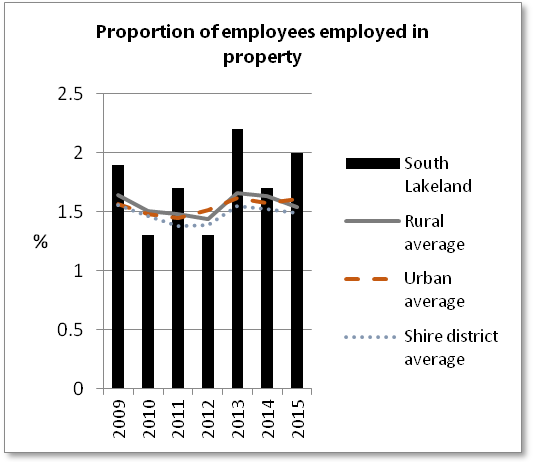 Proportion of employees employed in
property
2.5
2
1.5
1
0.5
0
%
2009
2010
2011
2012
2013
2014
2015
South
Lakeland
Rural
average
Urban
average
Shire district
average